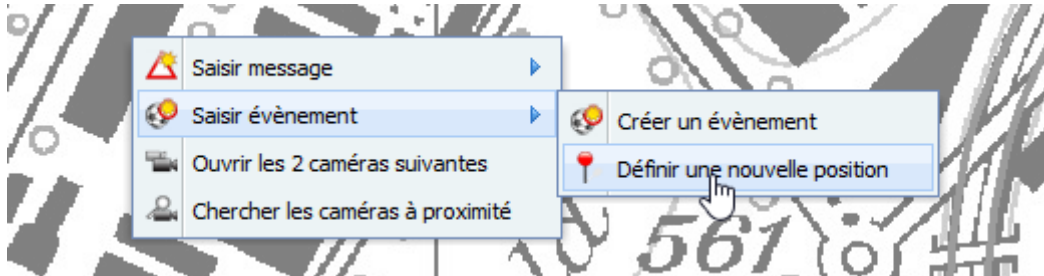 Saisir message
Saisir évènement
Créer un évènement
Ouvrir les 2 caméras suivantes
Définir une nouvelle position
Chercher les caméras à proximité
561